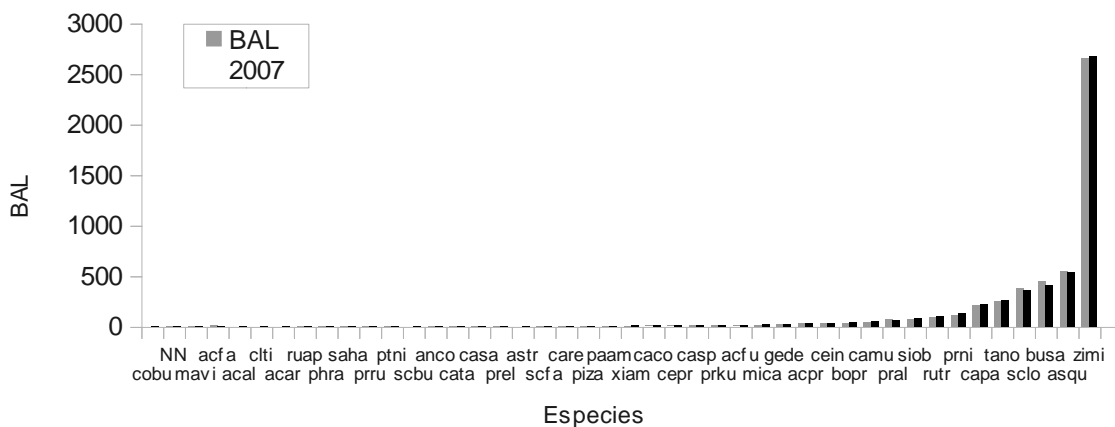 3000
2500
2000
1500
1000
500
0
BAL
BAL
2007
NN acfa clti ruap saha ptni anco casa astr care paam caco casp acfu gede cein camu siob prni tano busa zimi
cobu mavi acal acar phra prru scbu cata prel scfa piza xiam cepr prku mica acpr bopr pral rutr capa sclo asqu
Especies